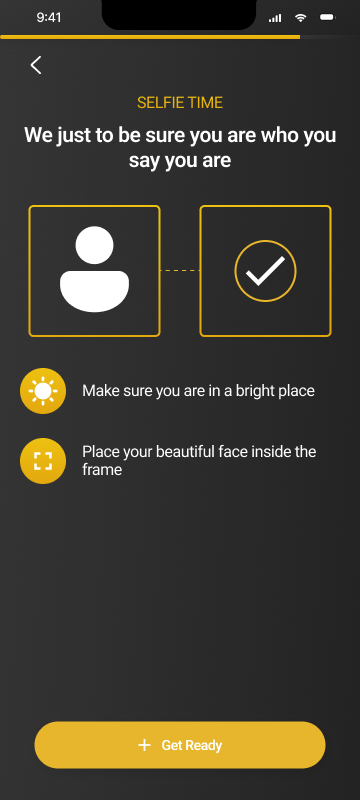 9:41
SELFIE TIME
We just to be sure you are who you
say you are
Make sure you are in a bright place
Place your beautiful face inside the
frame
Get Ready